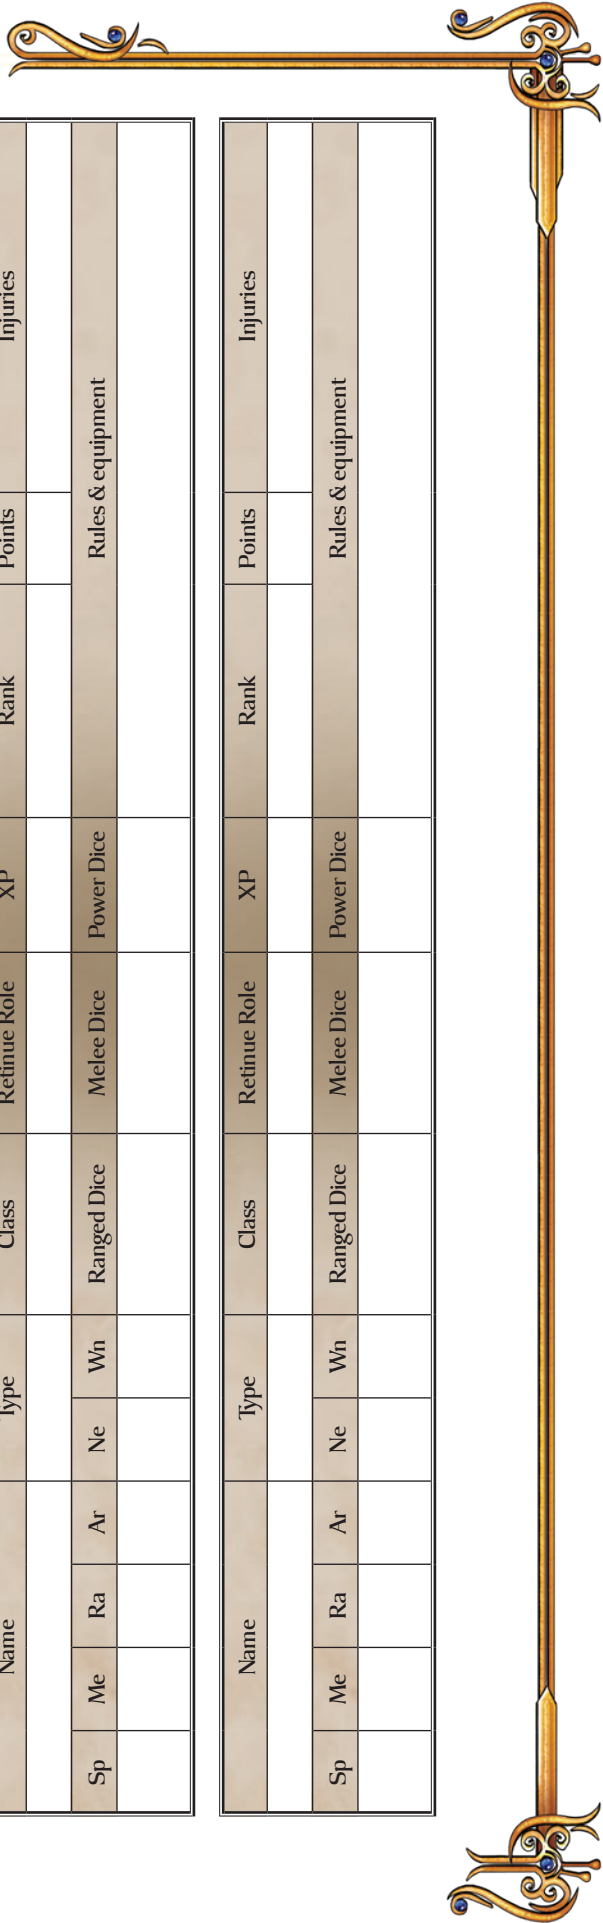 Name Type Class Retinue Role XP Rank Points Injuries
Sp Me Ra Ar Ne Wn Ranged Dice Melee Dice Power Dice Rules & equipment
Name Type Class Retinue Role XP Rank Points Injuries
Sp Me Ra Ar Ne Wn Ranged Dice Melee Dice Power Dice Rules & equipment